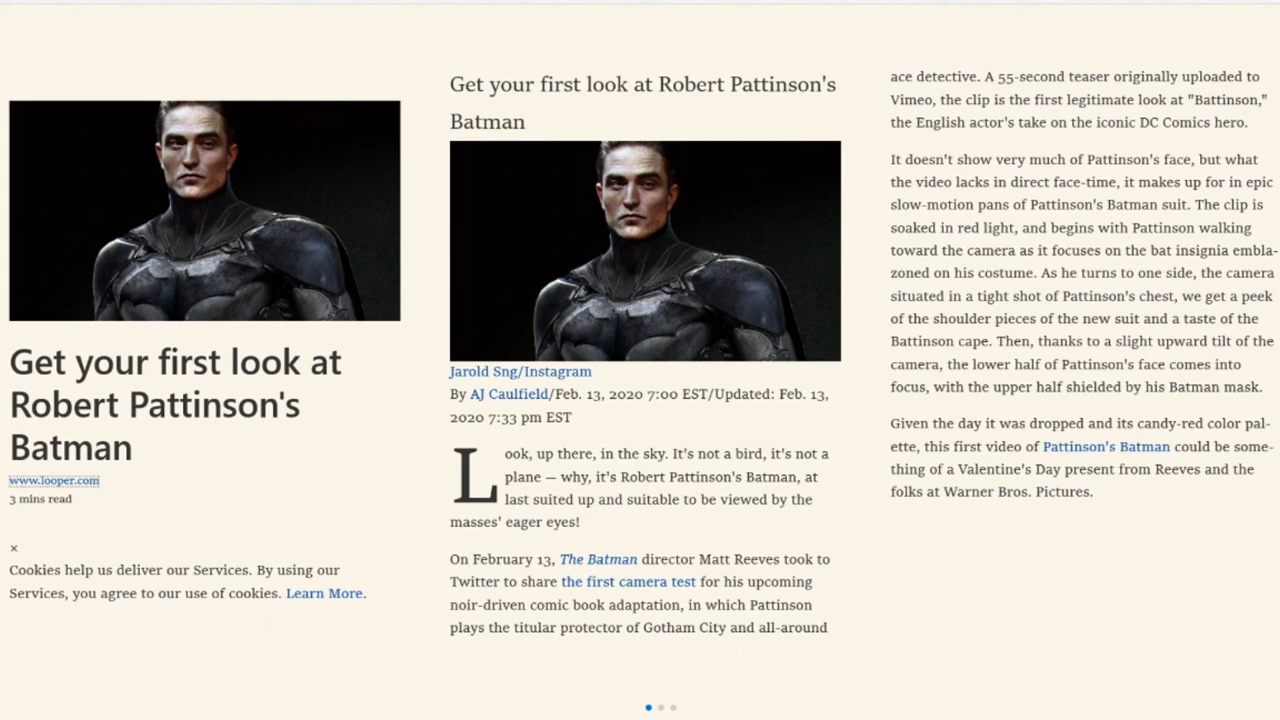 Get your first look at
Robert Pattinson's
Batman
www.looper.com
3 mins read
×
Cookies help us deliver our Services. By using our
Services, you agree to our use of cookies. Learn More.
Get your first look at Robert Pattinson's
Batman
Jarold Sng/Instagram
By AJ Caulfield/Feb. 13, 2020 7:00 EST/Updated: Feb. 13,
2020 7:33 pm EST
Look, up there, in the sky. It's not a bird, it's not a
plane — why, it's Robert Pattinson's Batman, at
last suited up and suitable to be viewed by the
masses' eager eyes!
On February 13, The Batman director Matt Reeves took to
Twitter to share the first camera test for his upcoming
noir-driven comic book adaptation, in which Pattinson
plays the titular protector of Gotham City and all-around
ace detective. A 55-second teaser originally uploaded to
Vimeo, the clip is the first legitimate look at "Battinson,"
the English actor's take on the iconic DC Comics hero.
It doesn't show very much of Pattinson's face, but what
the video lacks in direct face-time, it makes up for in epic
slow-motion pans of Pattinson's Batman suit. The clip is
soaked in red light, and begins with Pattinson walking
toward the camera as it focuses on the bat insignia embla-
zoned on his costume. As he turns to one side, the camera
situated in a tight shot of Pattinson's chest, we get a peek
of the shoulder pieces of the new suit and a taste of the
Battinson cape. Then, thanks to a slight upward tilt of the
camera, the lower half of Pattinson's face comes into
focus, with the upper half shielded by his Batman mask.
Given the day it was dropped and its candy-red color pal-
ette, this first video of Pattinson's Batman could be some-
thing of a Valentine's Day present from Reeves and the
folks at Warner Bros. Pictures.